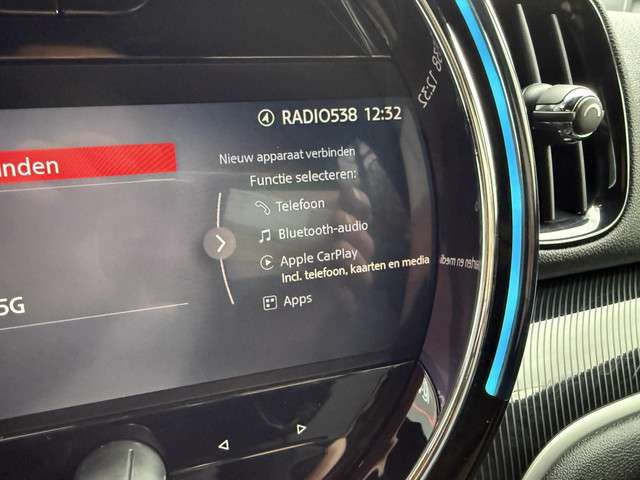 RADIO538 12:32
Nieuw apparaat verbinden
inden
Functie selecteren:
Telefoon
Bluetooth-audio
Apple CarPlay
Incl. telefoon, kaarten en media
5G
Apps